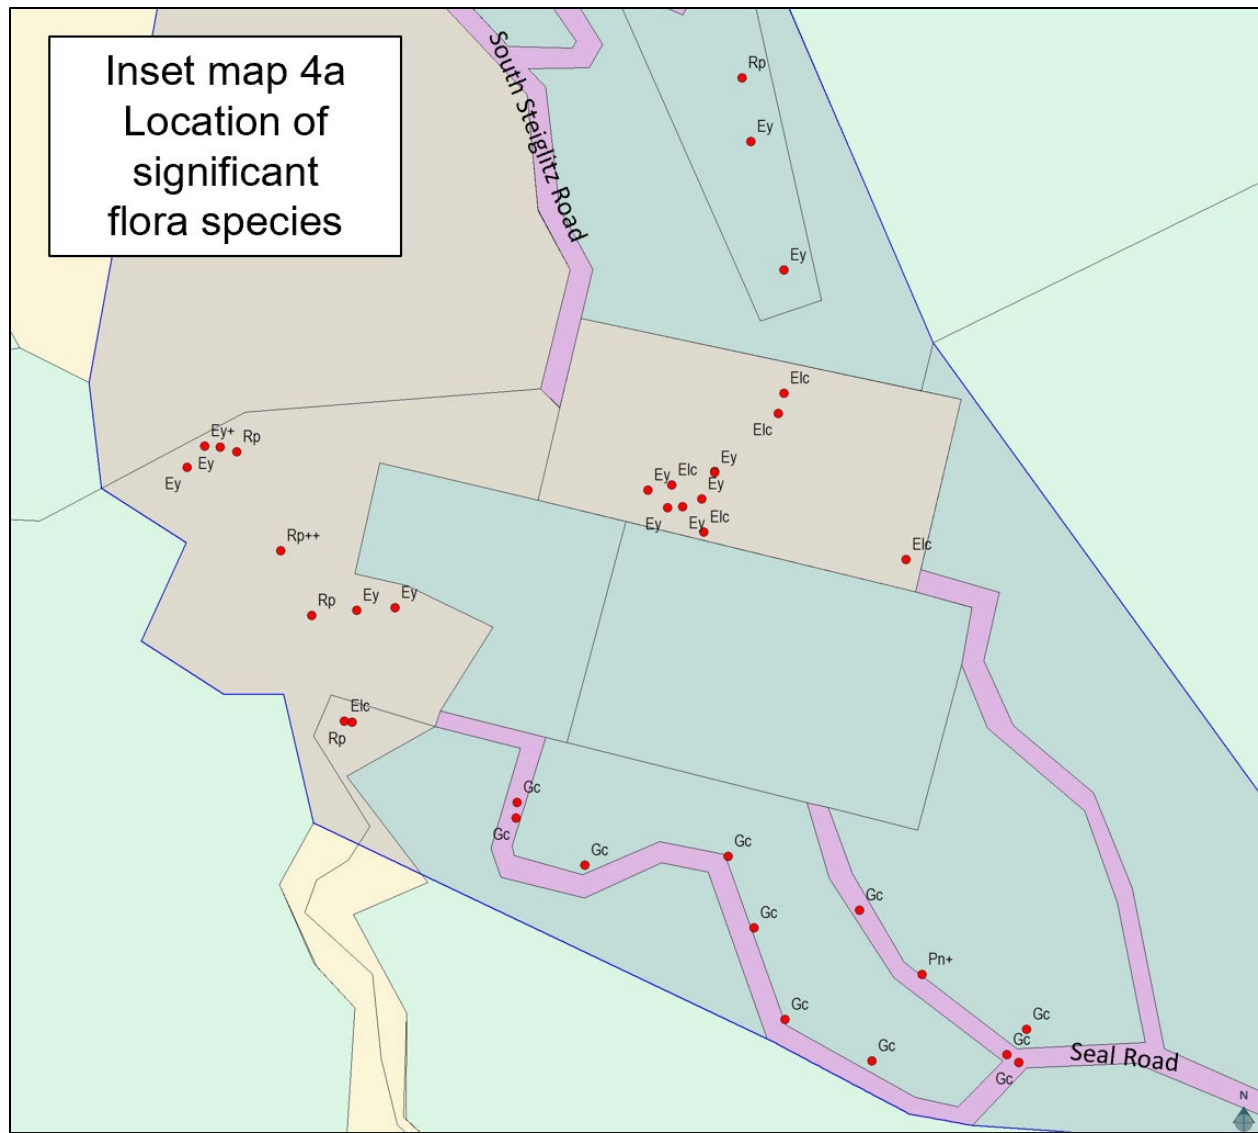 Inset map 4a
Location of
significant
flora species
South Steiglitz Road
Rp
Ey
Ey
Elc
Elc
Ey+
Rp
Ey
Ey
Ey
Ey
Elc
Ey
Ey
Ey
Elc
Elc
Rp++
Rp
Ey
Ey
Elc
Rp
Gc
Gc
Gc
Gc
Gc
Gc
Pn+
Gc
Gc
Gc
Gc
Gc
Seal Road
N